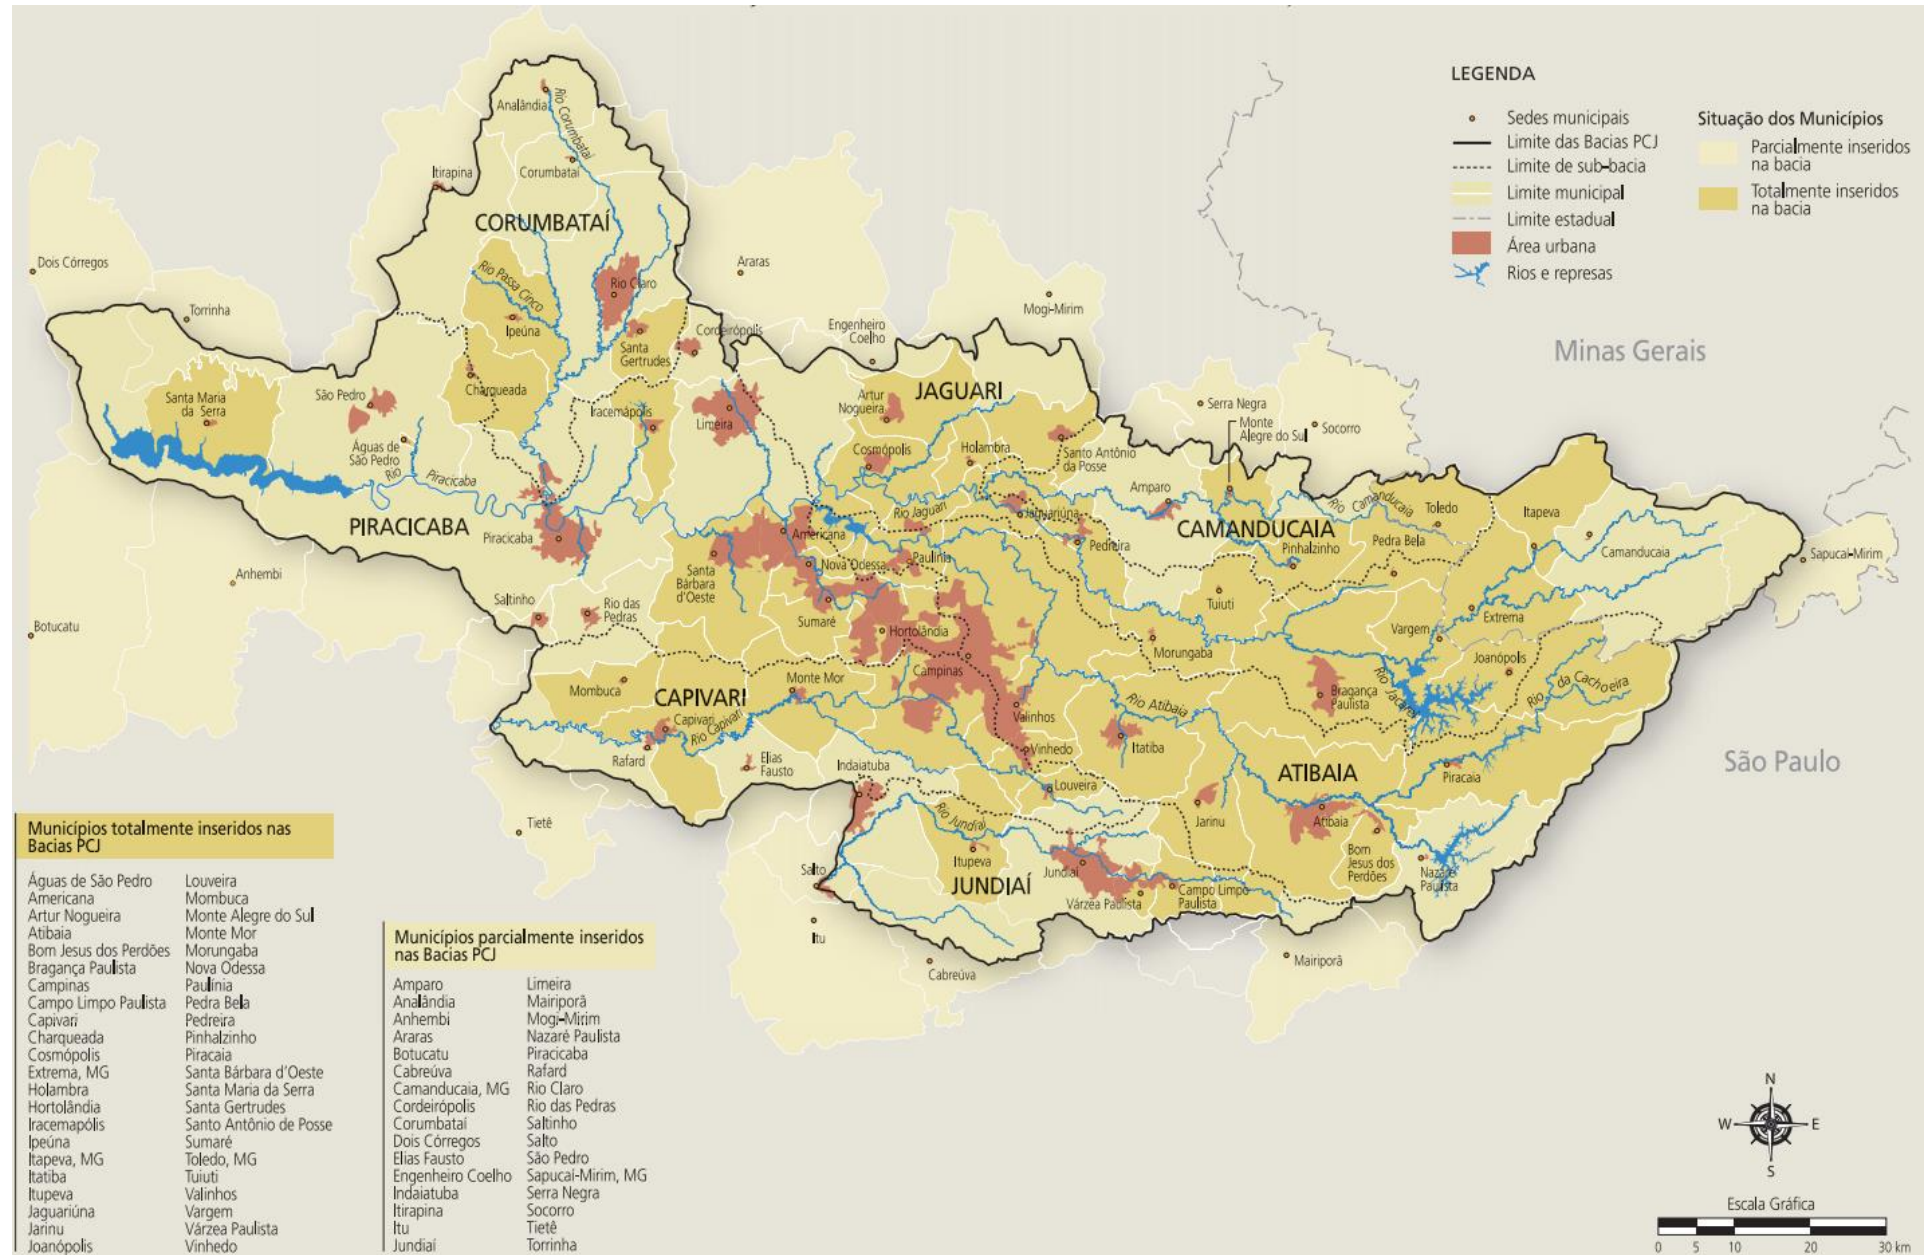 LEGENDA
Sedes municipais
Limite das Bacias PCJ
Limite de sub-bacia
Limite municipal
Limite estadual
Área urbana
Rios e represas
Situação dos Municípios
Parcialmente inseridos
na bacia
Totalmente inseridos
na bacia
Analândia
Rio Corumbataí
Corumbataí
Itirapina
CORUMBATAÍ
Dois Córregos
Torrinha
Araras
Rio Claro
Rio Passa Cinco
Ipeúna
Santa
Gertrudes
Cordeirópolis
Engenheiro
Coelho
Mogi-Mirim
Minas Gerais
Santa Maria
da Serra
São Pedro
Charqueada
Iracemápolis
Limeira
Artur
Nogueira
JAGUARI
Serra Negra
Monte
Alegre do Sul
Socorro
Águas de
São Pedro
Rio
Piracicaba
Cosmópolis
Holambra
Santo Antônio
da Posse
Amparo
Rio Camanducaia
Toledo
Itapeva
PIRACICABA
Piracicaba
Rio Jaguari
Jaguariúna
CAMANDUCAIA
Americana
Pedreira
Pinhalzinho
Pedra Bela
Camanducaia
Sapucaí-Mirim
Anhembi
Santa
Bárbara
d'Oeste
Nova Odessa
Paulínia
Saltinho
Rio das
Pedras
Sumaré
Tuiuti
Extrema
Botucatu
Hortolândia
Vargem
Morungaba
Joanópolis
Mombuca
CAPIVARI
Monte Mor
Campinas
Rio Jacareí
Rio da Cachoeira
Bragança
Paulista
Capivari
Rio Capivari
Valinhos
Rio Atibaia
Itatiba
Rafard
Elias
Fausto
Indaiatuba
Vinhedo
Louveira
ATIBAIA
Piracaia
São Paulo
Tietê
Rio Jundiaí
Jarinu
Atibaia
Itupeva
Bom
Jesus dos
Perdões
Nazaré
Paulista
Salto
JUNDIAÍ
Jundiaí
Várzea Paulista
Campo Limpo
Paulista
Itu
Cabreúva
Mairiporã
Municípios totalmente inseridos nas
Bacias PCJ
Águas de São Pedro
Americana
Artur Nogueira
Atibaia
Bom Jesus dos Perdões
Bragança Paulista
Campinas
Campo Limpo Paulista
Capivari
Charqueada
Cosmópolis
Extrema, MG
Holambra
Hortolândia
Iracemapólis
Ipeúna
Itapeva, MG
Itatiba
Itupeva
Jaguariúna
Jarinu
Joanópolis
Louveira
Mombuca
Monte Alegre do Sul
Monte Mor
Morungaba
Nova Odessa
Paulínia
Pedra Bela
Pedreira
Pinhalzinho
Piracaia
Santa Bárbara d'Oeste
Santa Maria da Serra
Santa Gertrudes
Santo Antônio de Posse
Sumaré
Toledo, MG
Tuiuti
Valinhos
Vargem
Várzea Paulista
Vinhedo
Municípios parcialmente inseridos
nas Bacias PCJ
Amparo
Analândia
Anhembi
Araras
Botucatu
Cabreúva
Camanducaia, MG
Cordeirópolis
Corumbataí
Dois Córregos
Elias Fausto
Engenheiro Coelho
Indaiatuba
Itirapina
Itu
Jundiaí
Limeira
Mairiporã
Mogi-Mirim
Nazaré Paulista
Piracicaba
Rafard
Rio Claro
Rio das Pedras
Saltinho
Salto
São Pedro
Sapucaí-Mirim, MG
Serra Negra
Socorro
Tietê
Torrinha
N
W
E
S
Escala Gráfica
0 5 10 20 30 km